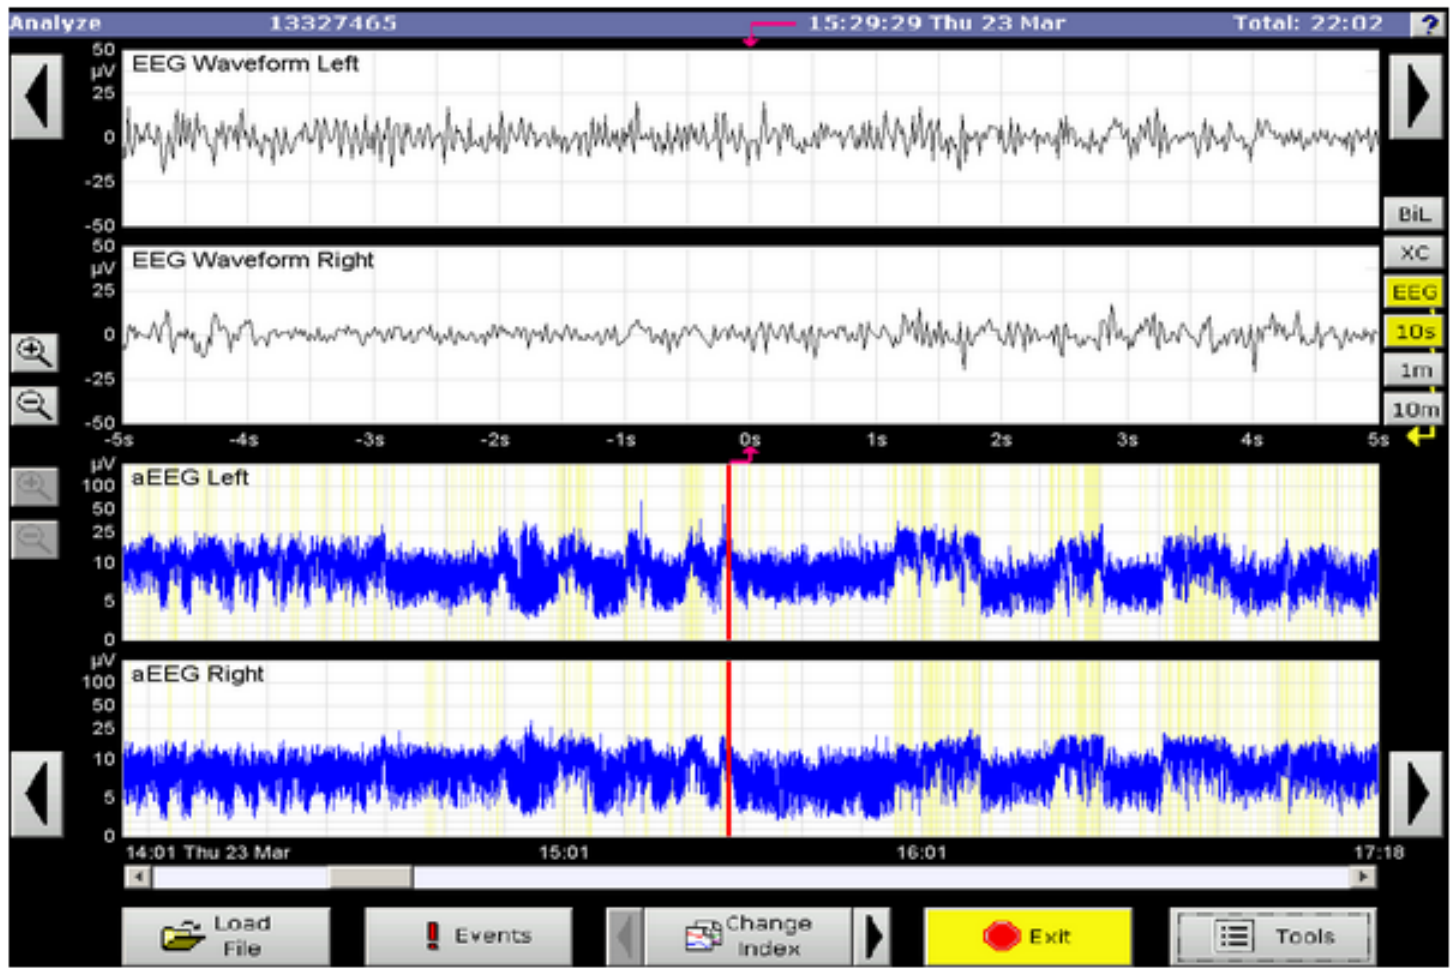 Analyze 13327465 15:29:29 Thu 23 Mar Total: 22:02 ?
50
µV
25
0
-25
-50
EEG Waveform Left
BiL
XC
EEG
10s
1m
10m
50
µV
25
0
-25
-50
EEG Waveform Right
-5s -4s -3s -2s -1s 0s 1s 2s 3s 4s 5s
µV
100
50
25
10
5
0
aEEG Left
µV
100
50
25
10
5
0
aEEG Right
14:01 Thu 23 Mar 15:01 16:01 17:18
Load File
Events
Change Index
Exit
Tools